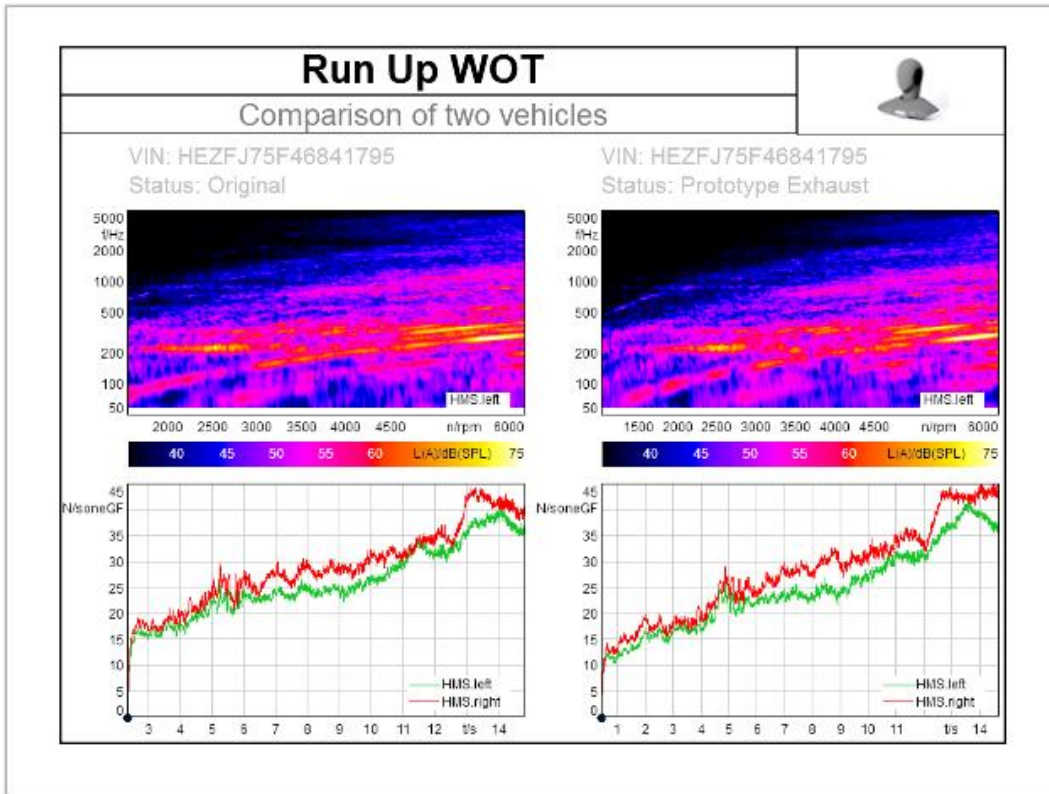 Run Up WOT
Comparison of two vehicles
VIN: HEZFJ75F46841795
Status: Original
5000
f/Hz
2000
1000
500
200
100
50
HMS.left
2000 2500 3000 3500 4000 4500 n/rpm 6000
40 45 50 55 60 L(A)/dB(SPL) 75
45
N/soneGF
35
30
25
20
15
10
5
0
HMS.left
HMS.right
3 4 5 6 7 8 9 10 11 12 t/s 14
VIN: HEZFJ75F46841795
Status: Prototype Exhaust
5000
f/Hz
2000
1000
500
200
100
50
HMS.left
1500 2000 2500 3000 3500 4000 4500 n/rpm 6000
40 45 50 55 60 L(A)/dB(SPL) 75
45
N/soneGF
35
30
25
20
15
10
5
0
HMS.left
HMS.right
1 2 3 4 5 6 7 8 9 10 11 t/s 14